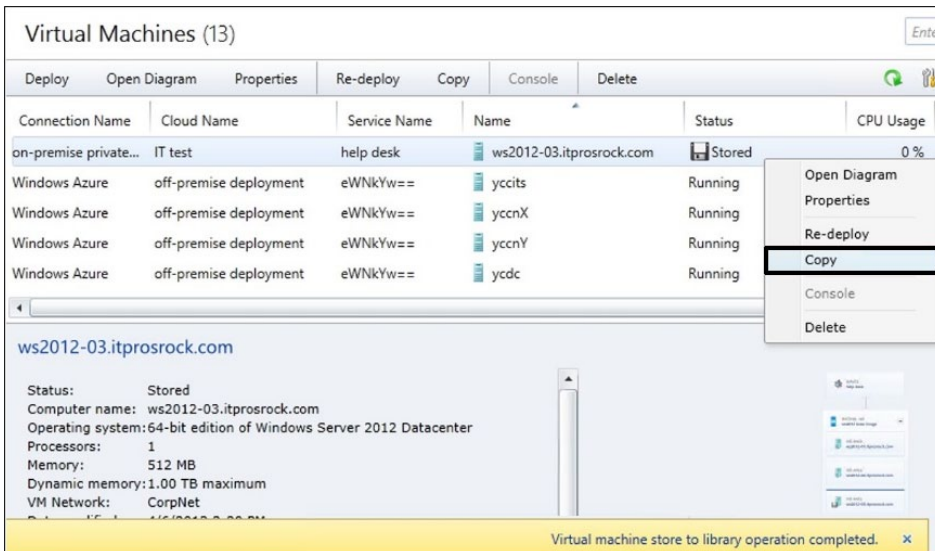 Virtual Machines (13)
Ente
Deploy Open Diagram Properties Re-deploy Copy Console Delete
Connection Name Cloud Name Service Name Name Status CPU Usage
on-premise private... IT test help desk ws2012-03.itprosrock.com Stored 0 %
Windows Azure off-premise deployment eWNkYw== yccits Running
Windows Azure off-premise deployment eWNkYw== yccnX Running
Windows Azure off-premise deployment eWNkYw== yccnY Running
Windows Azure off-premise deployment eWNkYw== ycdc Running
Open Diagram
Properties
Re-deploy
Copy
Console
Delete
ws2012-03.itprosrock.com
Status: Stored
Computer name: ws2012-03.itprosrock.com
Operating system: 64-bit edition of Windows Server 2012 Datacenter
Processors: 1
Memory: 512 MB
Dynamic memory: 1.00 TB maximum
VM Network: CorpNet
Virtual machine store to library operation completed.